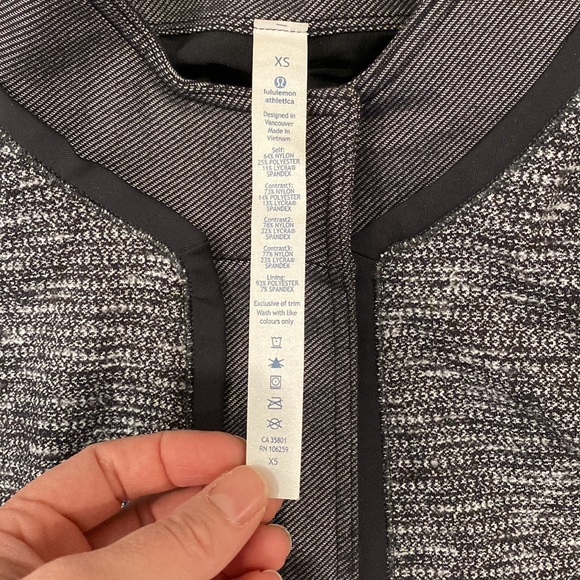 XS
lululemon
athletica
Designed in
Vancouver
Made in
Vietnam
Self:
64% NYLON
25% POLYESTER
11% LYCRA®
SPANDEX
Contrast1:
73% NYLON
14% POLYESTER
13% LYCRA®
SPANDEX
Contrast2:
78% NYLON
22% LYCRA®
SPANDEX
Contrast3:
77% NYLON
23% LYCRA®
SPANDEX
Lining:
93% POLYESTER
7% SPANDEX
Exclusive of trim
Wash with like
colours only
CA 35801
RN 106259
XS